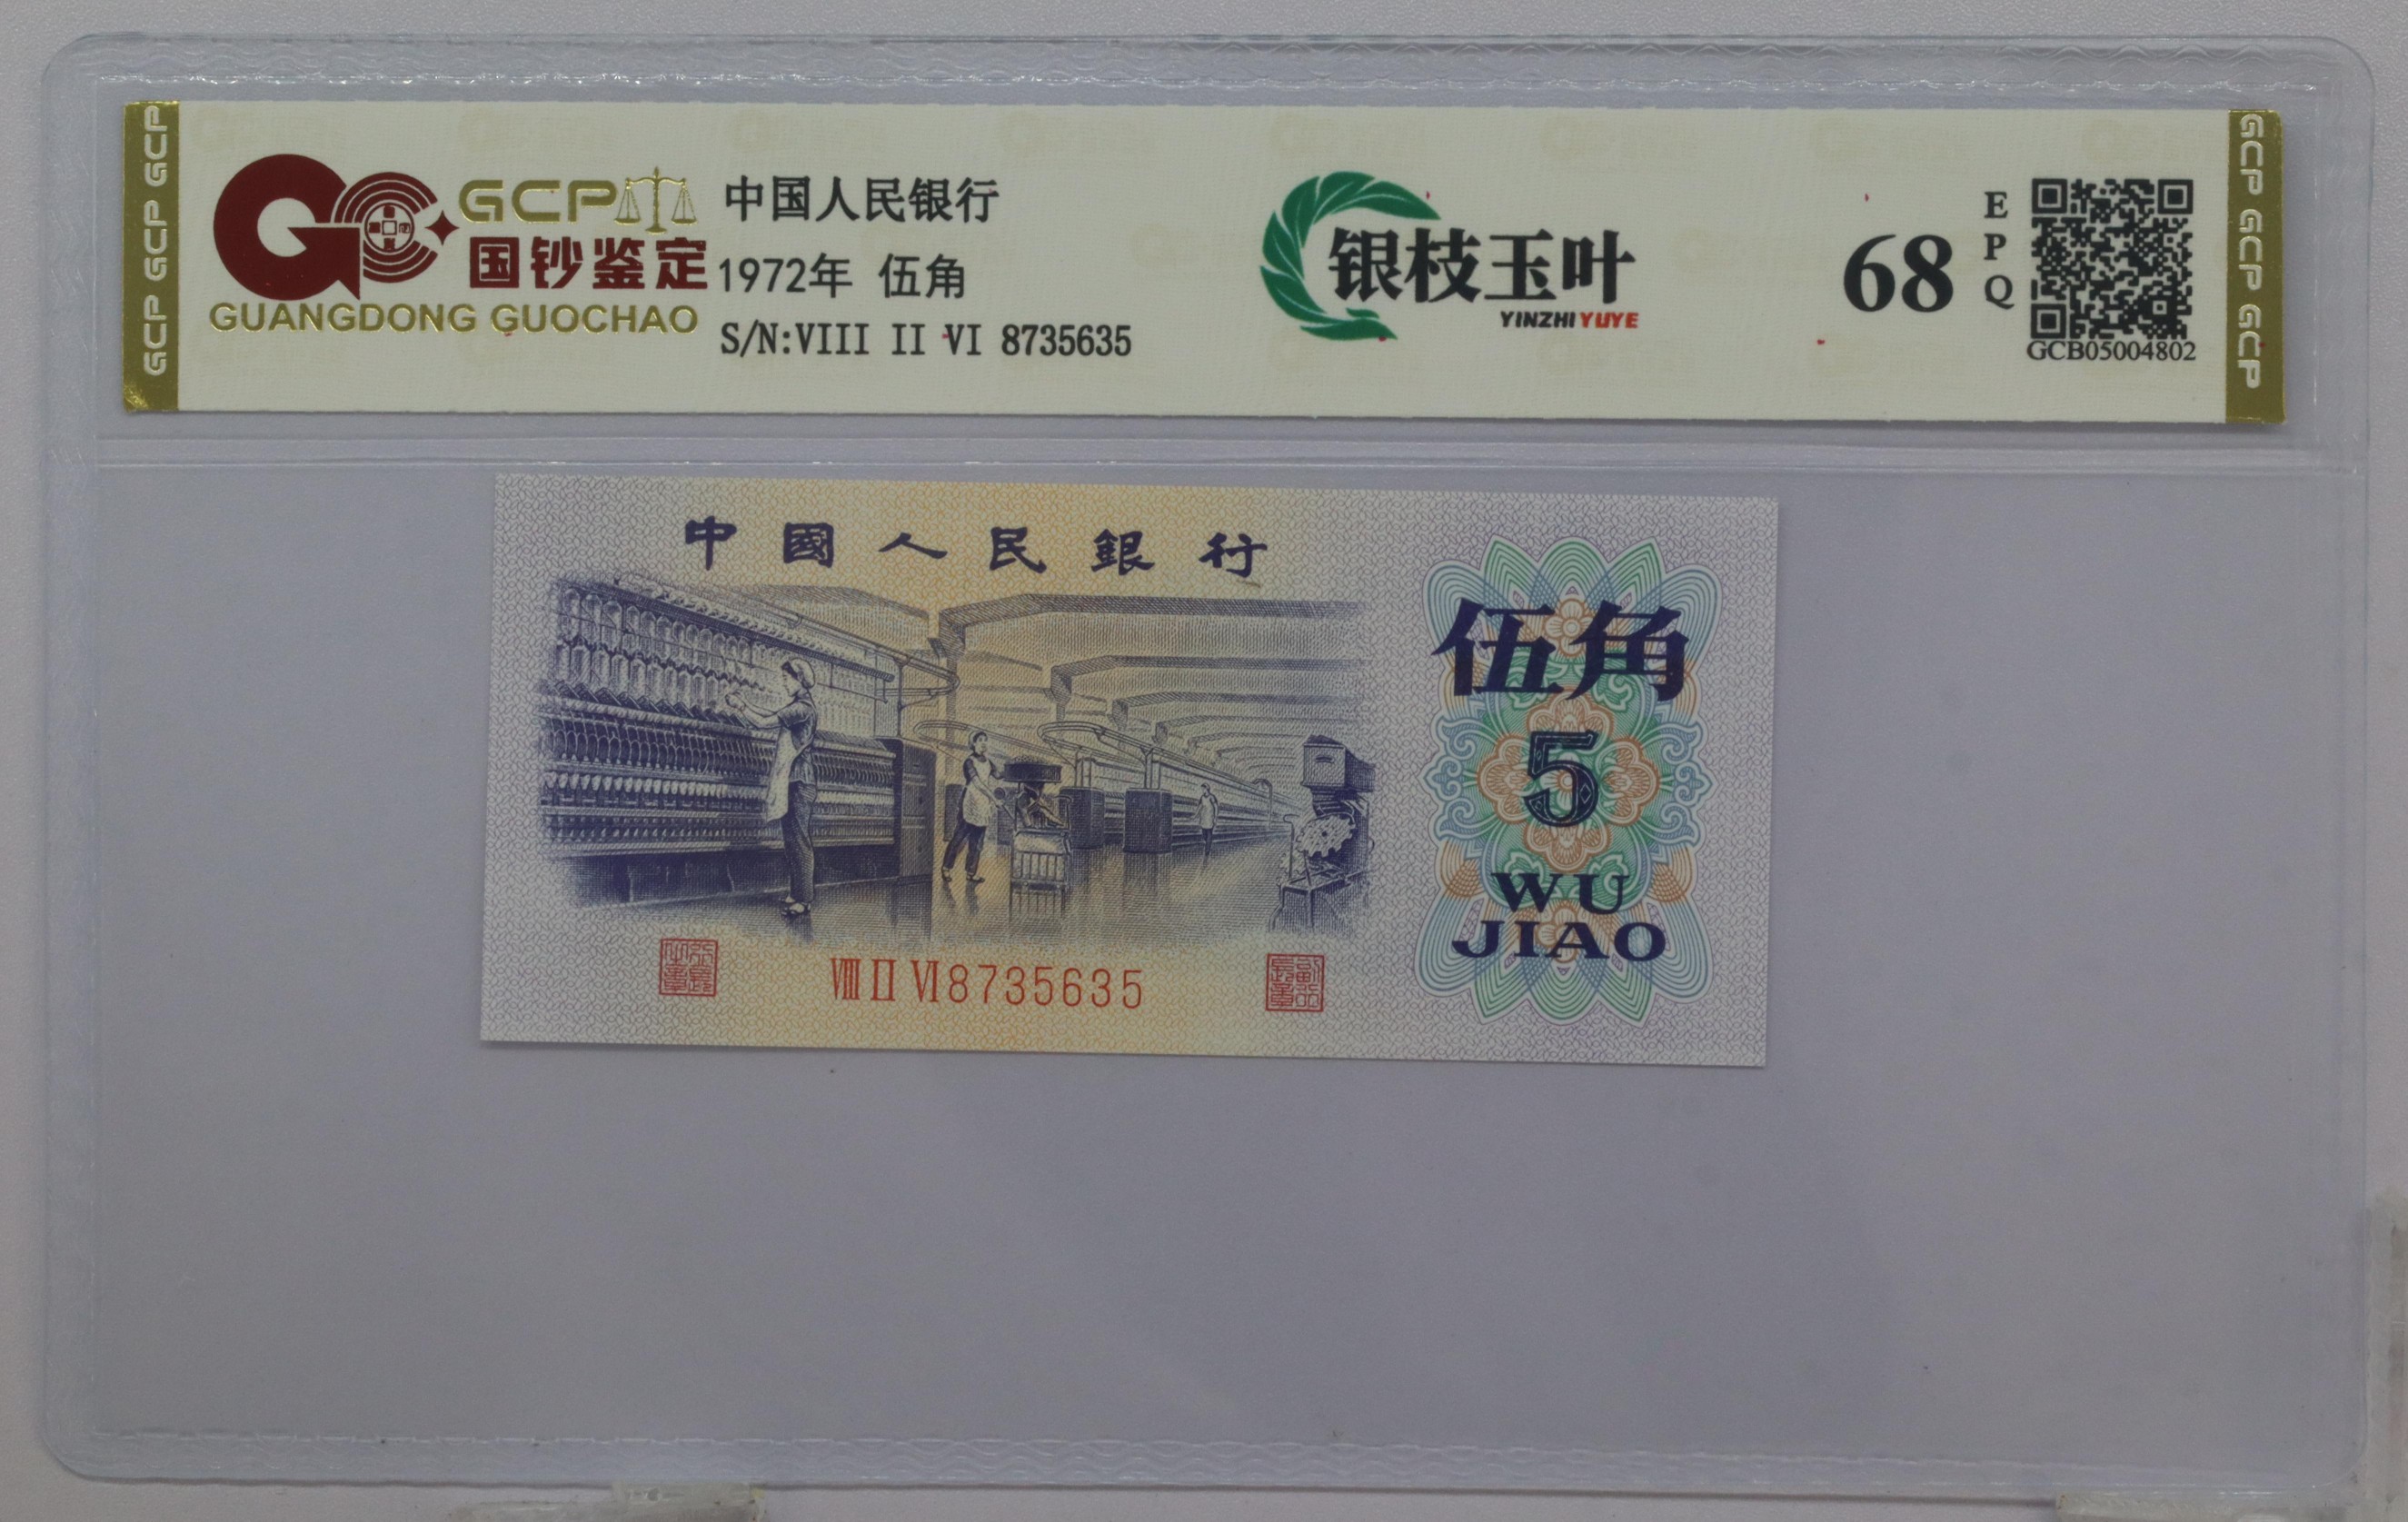 GCP GCP GCP
GCP
国钞鉴定
GUANGDONG GUOCHAO
中国人民银行
1972年 伍角
S/N:VIII II VI 8735635
银枝玉叶
YINZHI YUYE
68
EPQ
GCB05004802
GCP GCP GCP
中國人民銀行
伍角
5
WU
JIAO
VIII II VI 8735635